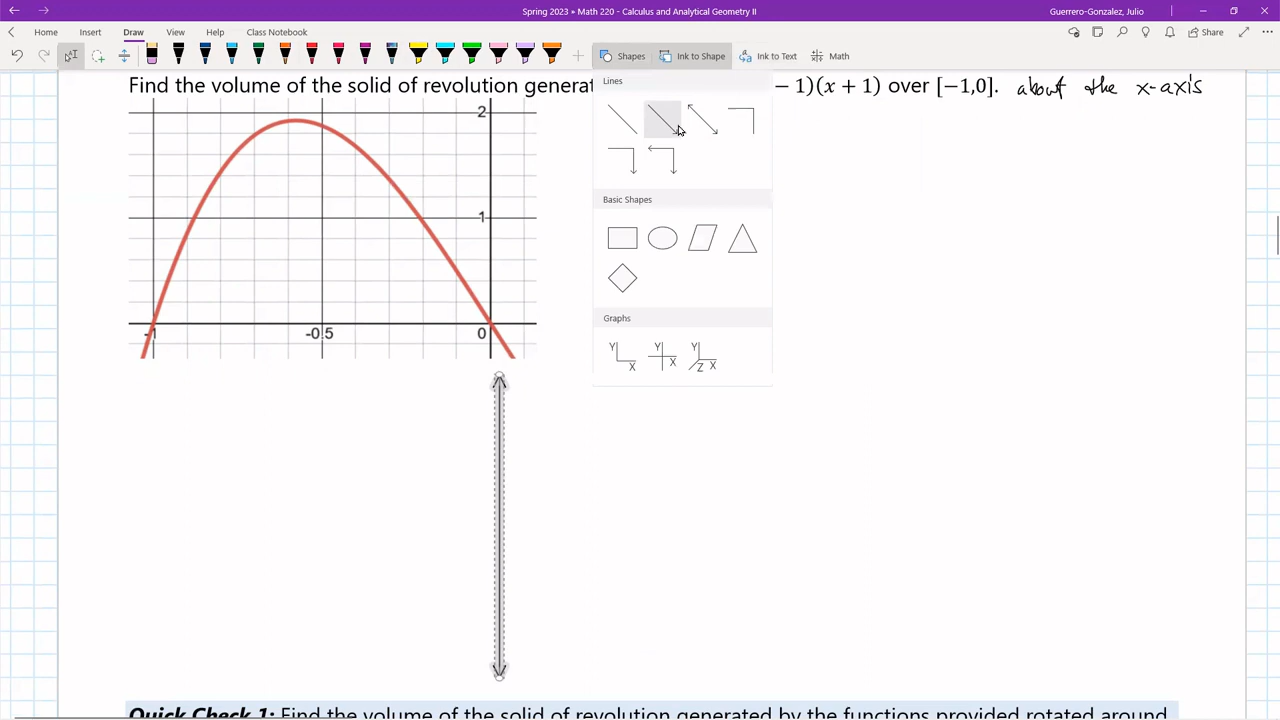 Spring 2023 » Math 220 - Calculus and Analytical Geometry II
Guerrero-Gonzalez, Julio
Home Insert Draw View Help Class Notebook
Share
Shapes Ink to Shape Ink to Text Math
Find the volume of the solid of revolution generat
− 1)(x + 1) over [−1,0]. about the x-axis
Lines
Basic Shapes
Graphs
Y X Y X Y Z X
2
1
-1 -0.5 0
Quick Check 1: Find the volume of the solid of revolution generated by the functions provided rotated around